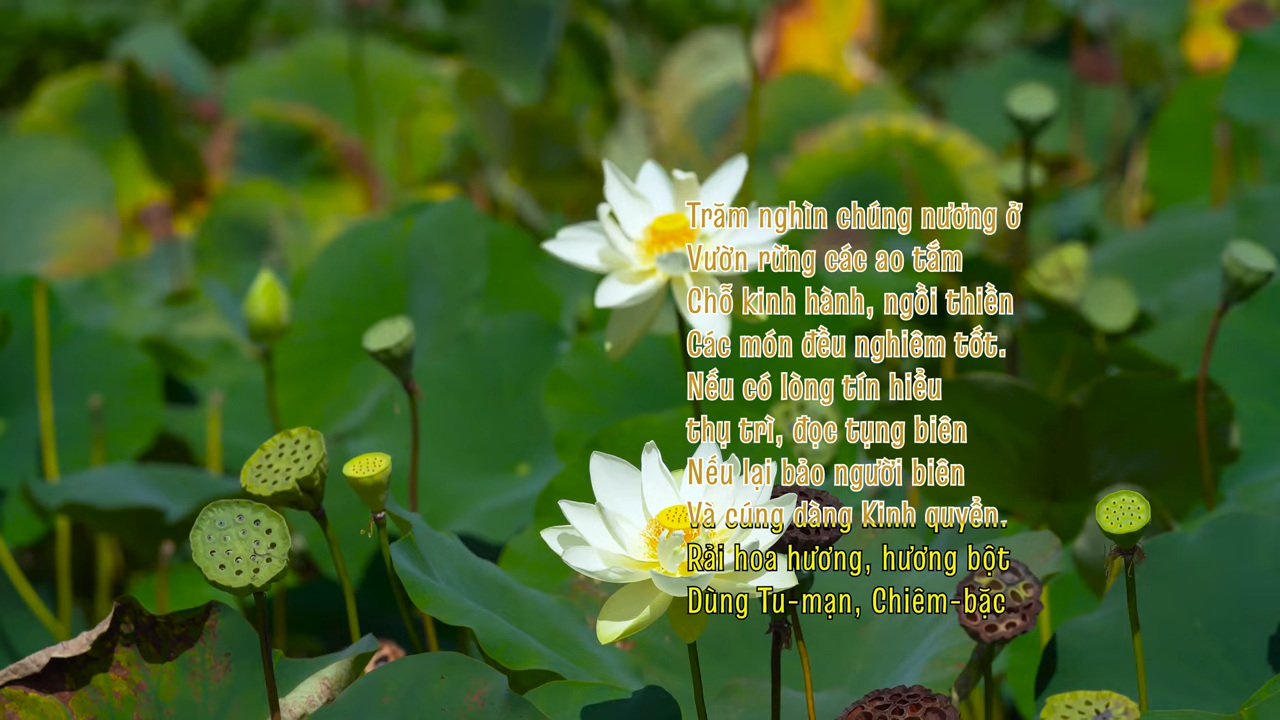 Trăm nghìn chúng nương ở
Vườn rừng các ao tắm
Chỗ kinh hành, ngồi thiền
Các món đều nghiêm tốt.
Nếu có lòng tín hiểu
thụ trì, đọc tụng biên
Nếu lại bảo người biên
Và cúng dàng Kinh quyển.
Rải hoa hương, hương bột
Dùng Tu-mạn, Chiêm-bặc